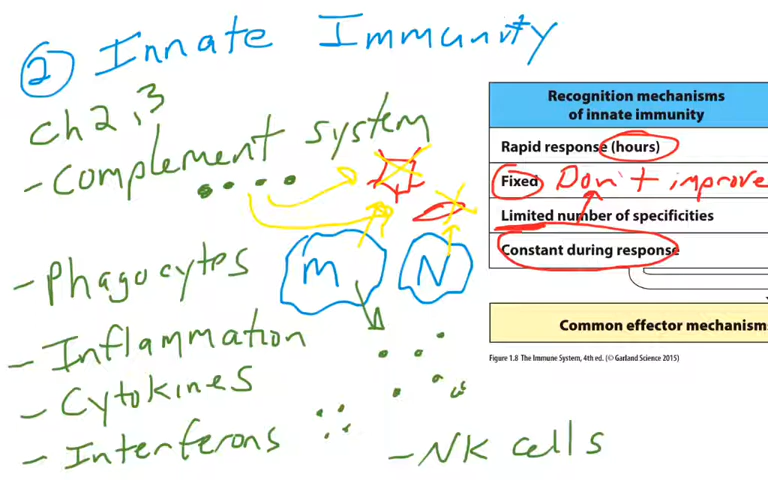 ② Innate Immunity
ch 2,3
- Complement system
- Phagocytes
M
N
- Inflammation
- Cytokines
- Interferons
- NK cells
Recognition mechanisms
of innate immunity
Rapid response (hours)
Fixed Don't improve
Limited number of specificities
Constant during response
Common effector mechanism
Figure 1.8 The Immune System, 4th ed. (© Garland Science 2015)